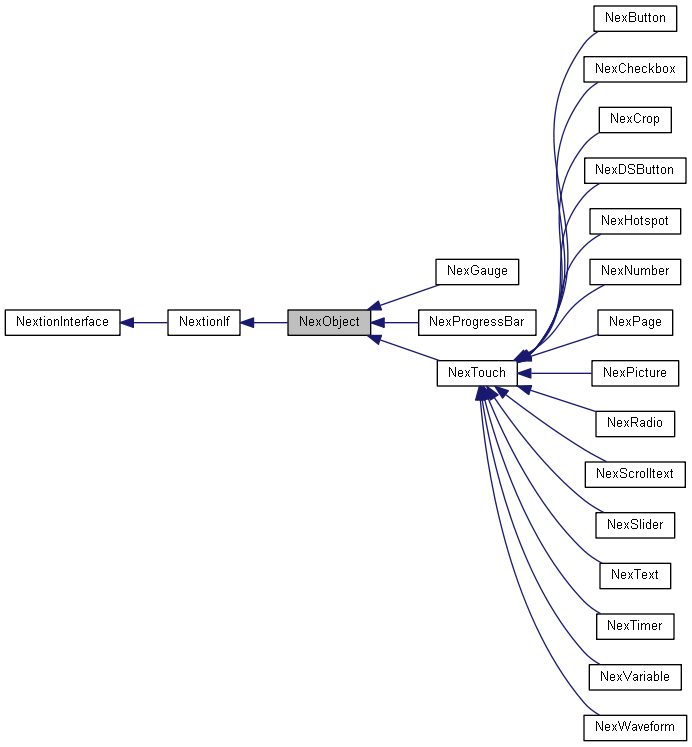 NexButton
NexCheckbox
NexCrop
NexDSButton
NexHotspot
NexGauge
NexNumber
NextionInterface
NextionIf
NexObject
NexProgressBar
NexPage
NexTouch
NexPicture
NexRadio
NexScrolltext
NexSlider
NexText
NexTimer
NexVariable
NexWaveform